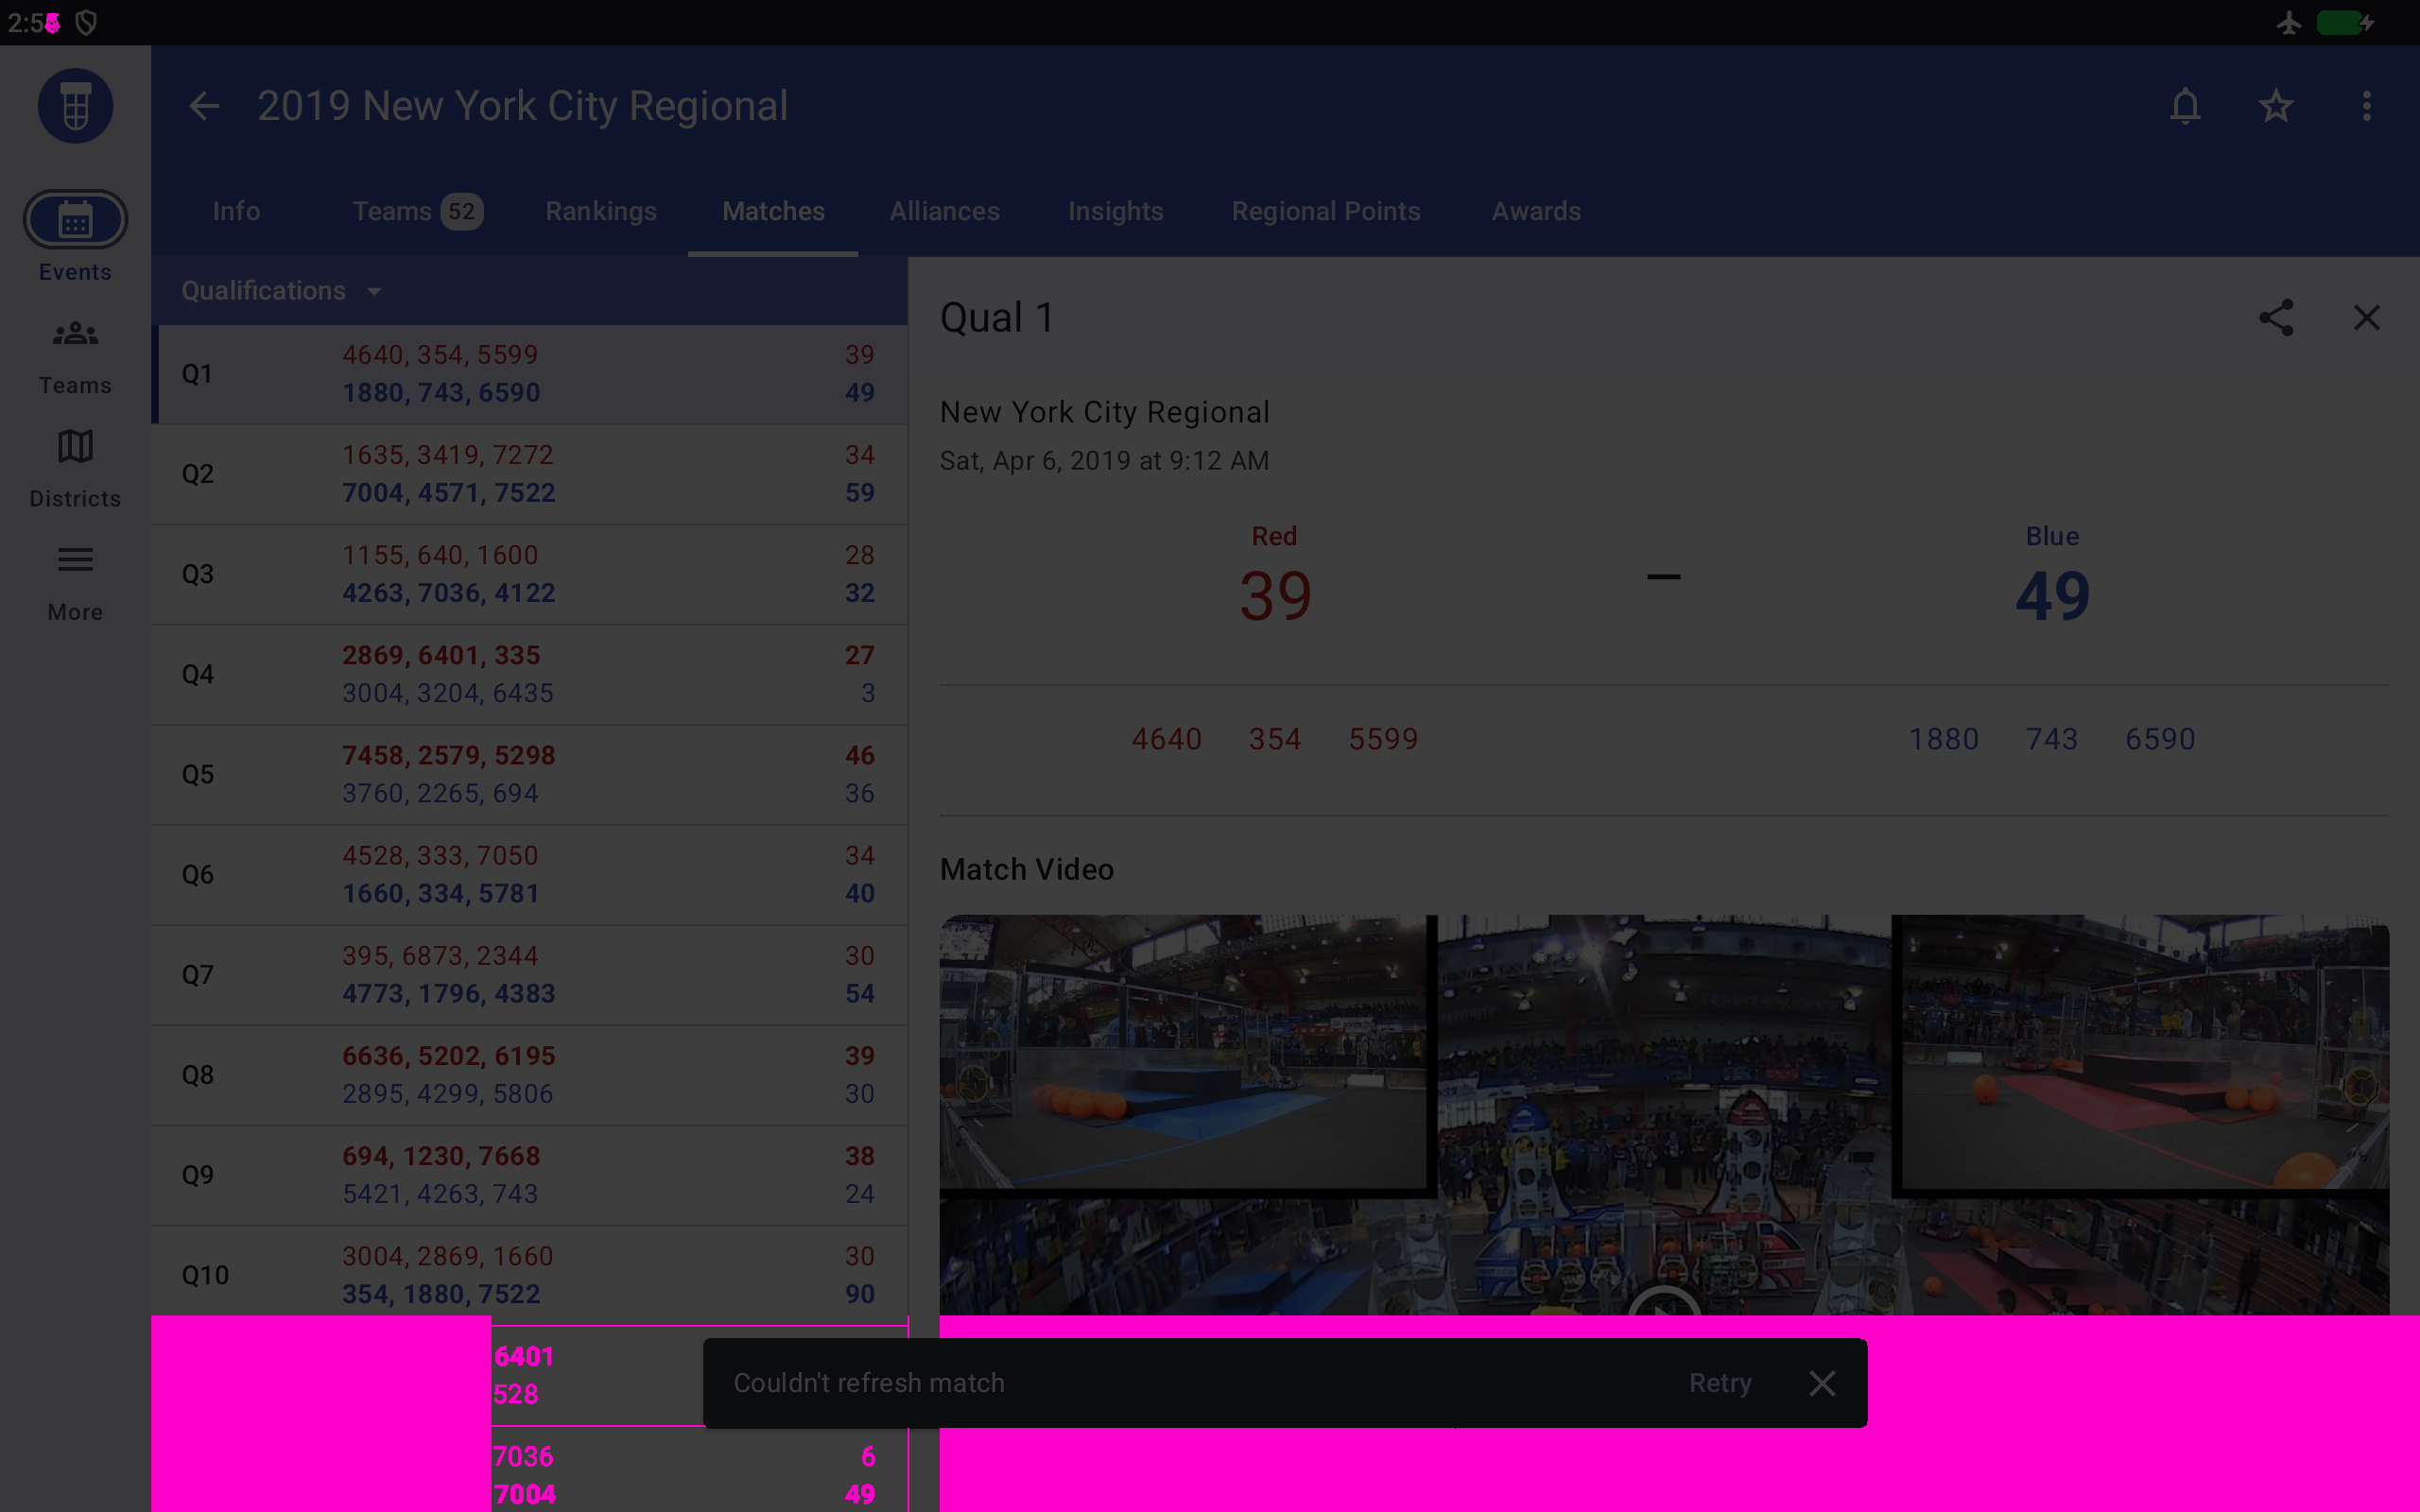 2019 New York City Regional
Info
Teams 52
Rankings
Matches
Alliances
Insights
Regional Points
Awards
Events
Teams
Districts
More
Qualifications
Q1
4640, 354, 5599 39
1880, 743, 6590 49
Q2
1635, 3419, 7272 34
7004, 4571, 7522 59
Q3
1155, 640, 1600 28
4263, 7036, 4122 32
Q4
2869, 6401, 335 27
3004, 3204, 6435 3
Q5
7458, 2579, 5298 46
3760, 2265, 694 36
Q6
4528, 333, 7050 34
1660, 334, 5781 40
Q7
395, 6873, 2344 30
4773, 1796, 4383 54
Q8
6636, 5202, 6195 39
2895, 4299, 5806 30
Q9
694, 1230, 7668 38
5421, 4263, 743 24
Q10
3004, 2869, 1660 30
354, 1880, 7522 90
6401
528
7036 6
7004 49
Qual 1
New York City Regional
Sat, Apr 6, 2019 at 9:12 AM
Red
39
–
Blue
49
4640 354 5599
1880 743 6590
Match Video
Couldn't refresh match
Retry